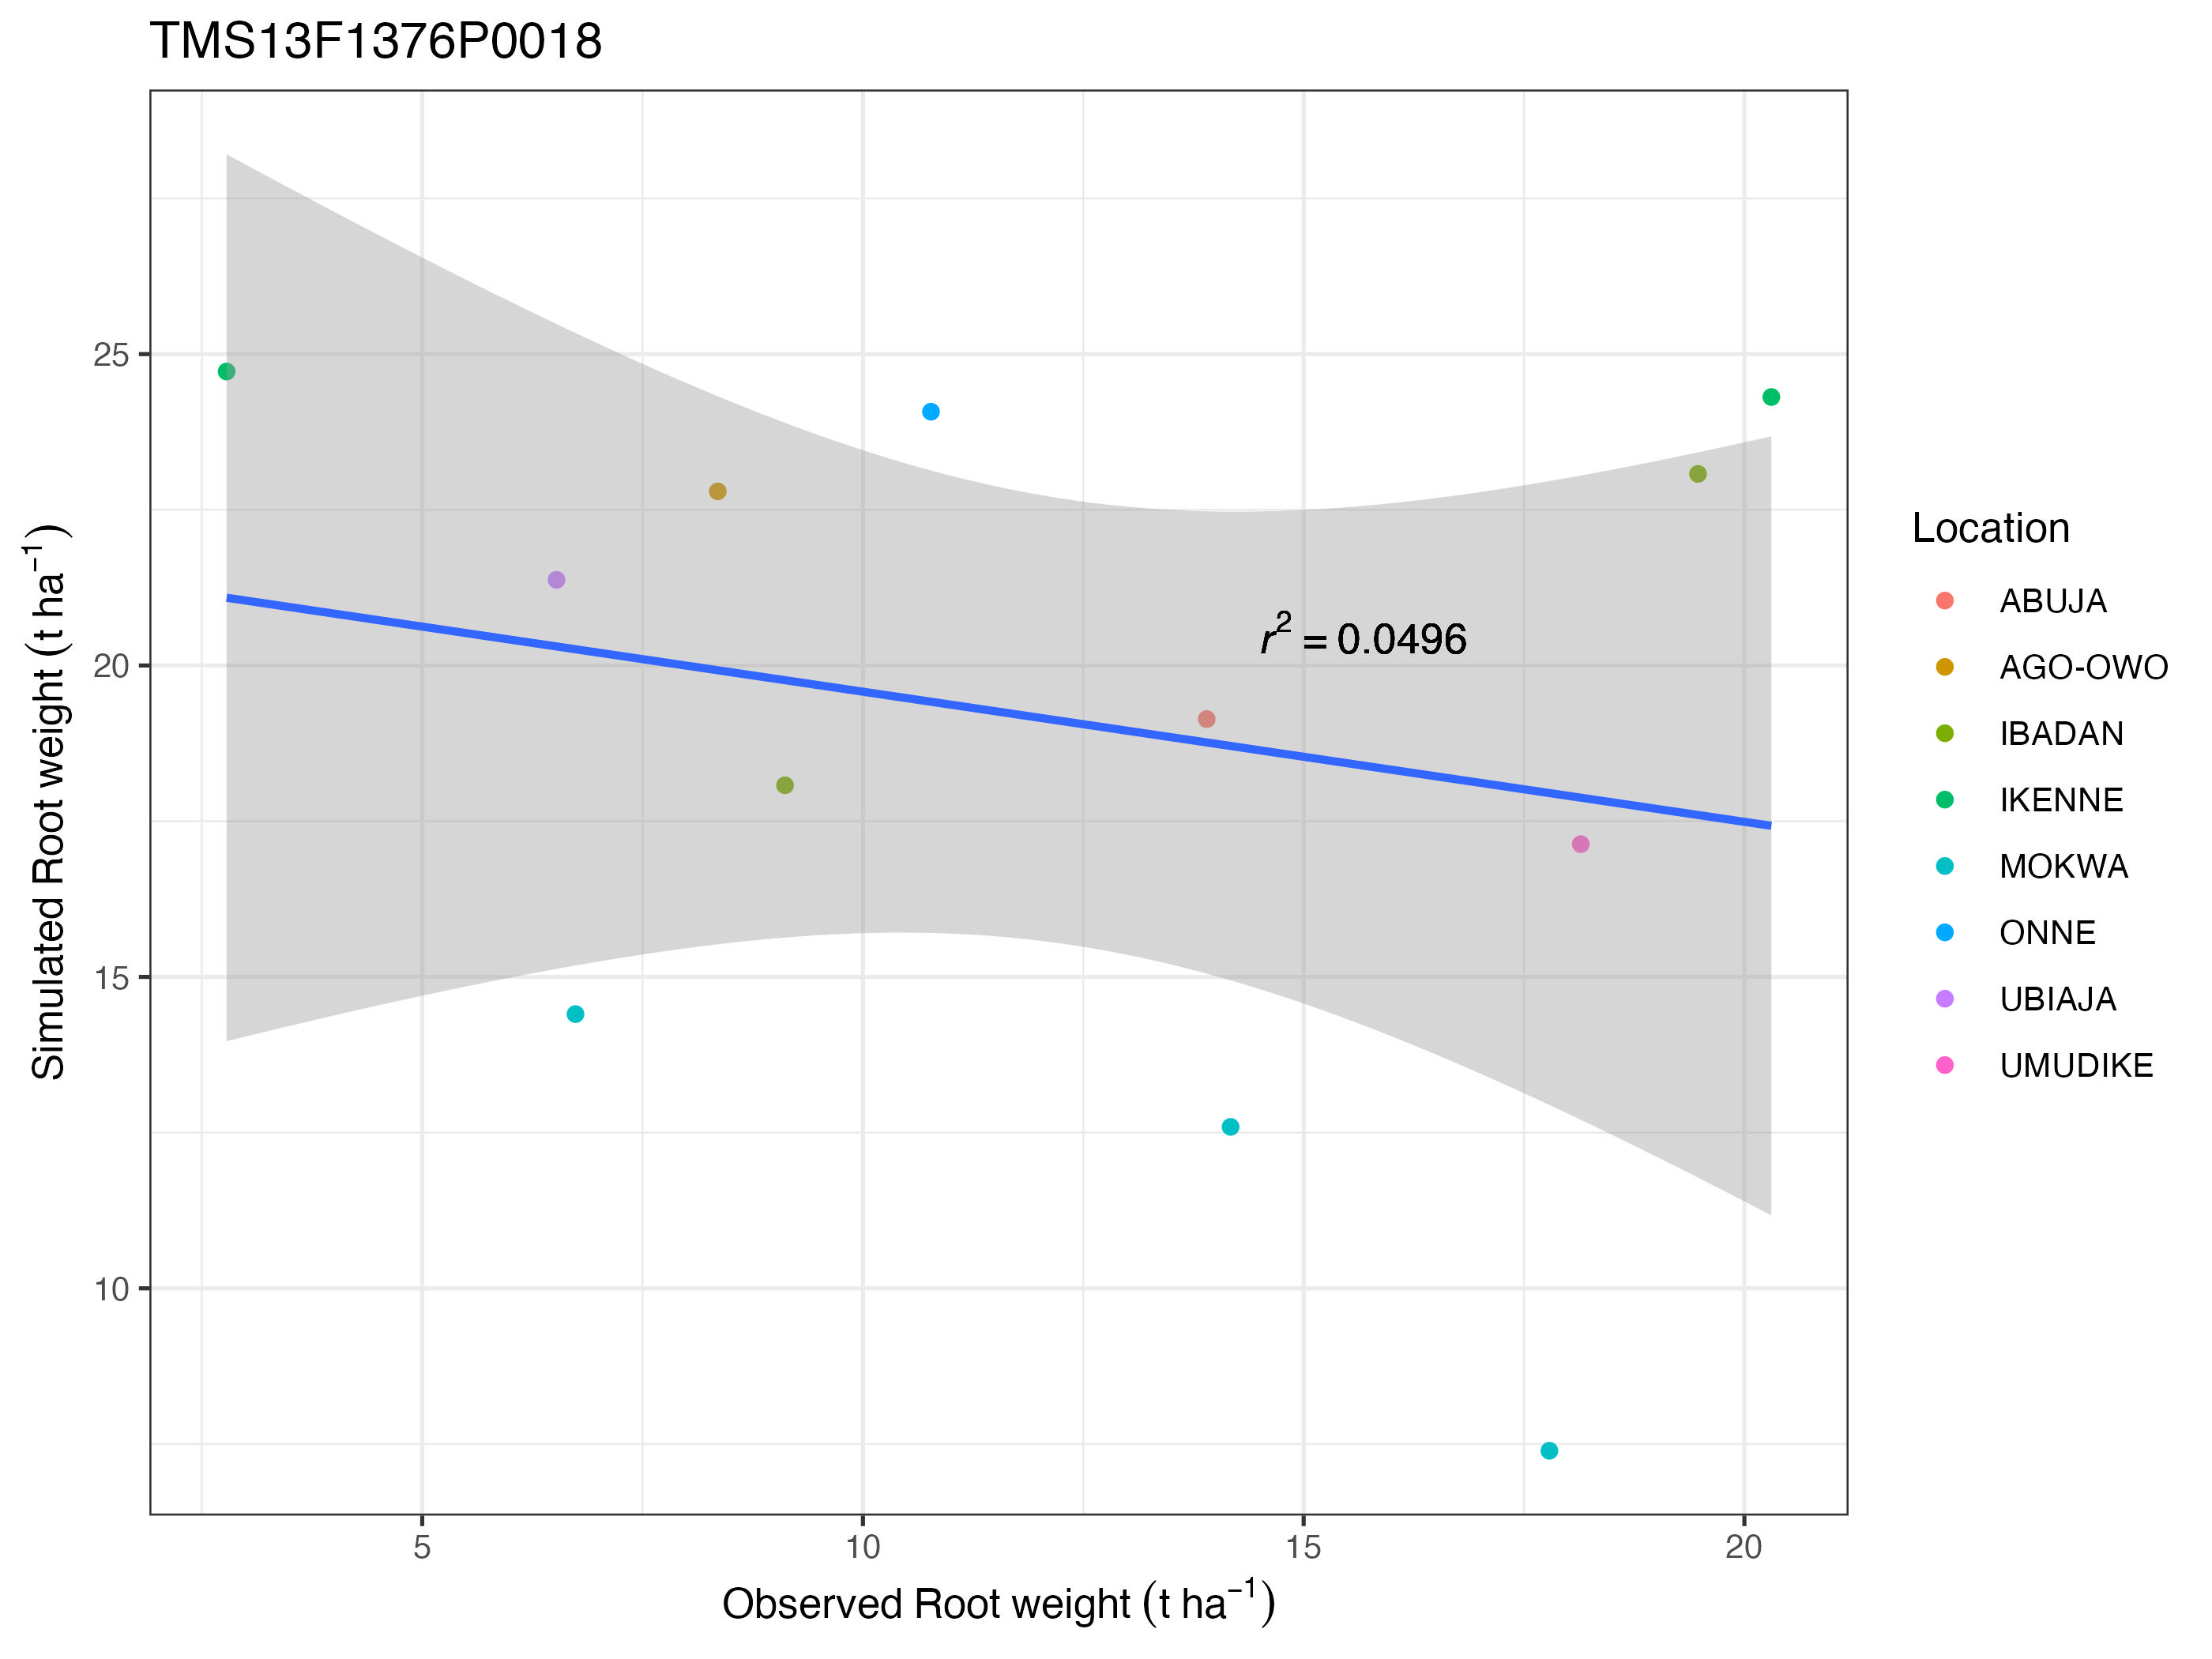 TMS13F1376P0018
Simulated Root weight (t ha⁻¹)
25
20
15
10
r² = 0.0496
5
10
15
20
Observed Root weight (t ha⁻¹)
Location
ABUJA
AGO-OWO
IBADAN
IKENNE
MOKWA
ONNE
UBIAJA
UMUDIKE